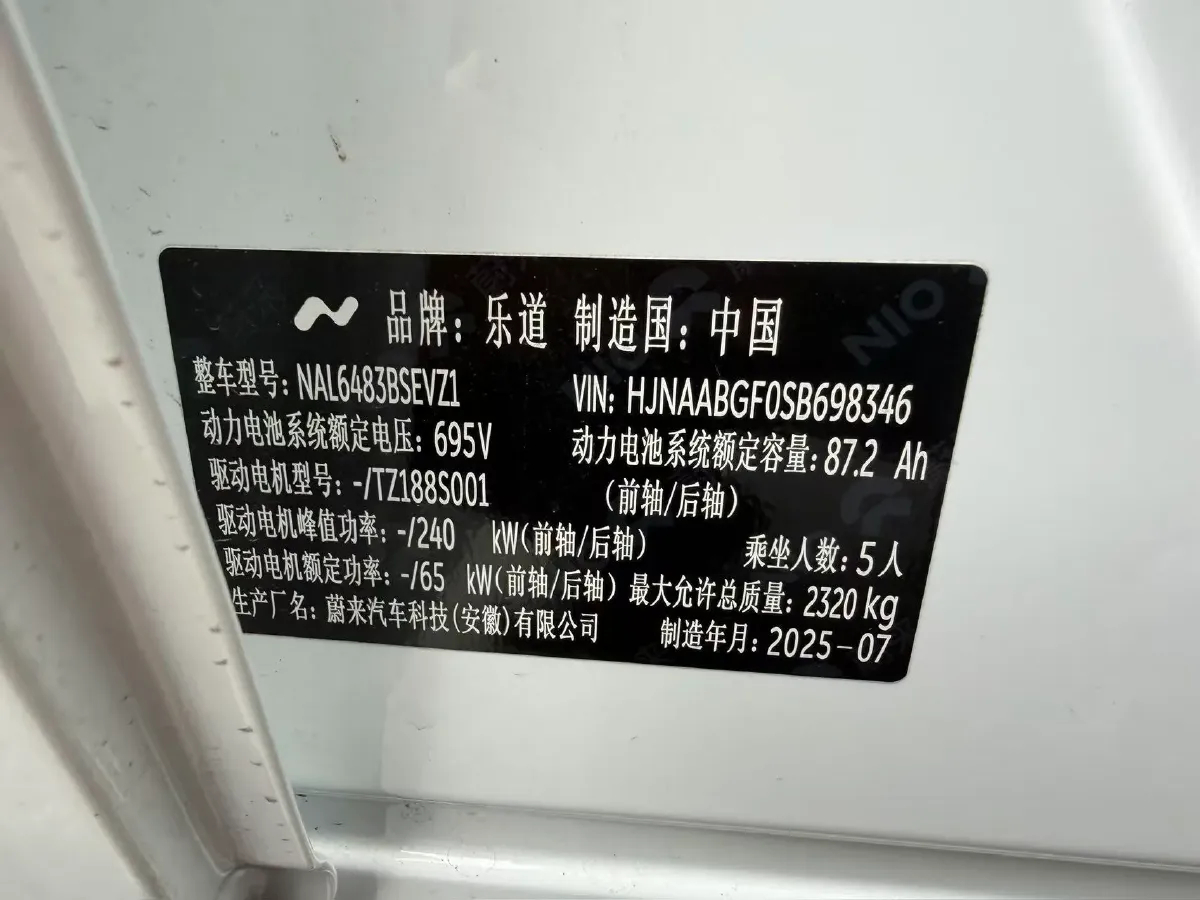 品牌：乐道 制造国：中国
整车型号：NAL6483BSEVZ1 VIN：HJNAABGF0SB698346
动力电池系统额定电压：695V 动力电池系统额定容量：87.2 Ah
驱动电机型号：-/TZ188S001 （前轴/后轴）
驱动电机峰值功率：-/240 kW（前轴/后轴） 乘坐人数：5人
驱动电机额定功率：-/65 kW（前轴/后轴） 最大允许总质量：2320 kg
生产厂名：蔚来汽车科技（安徽）有限公司 制造年月：2025-07
NIO